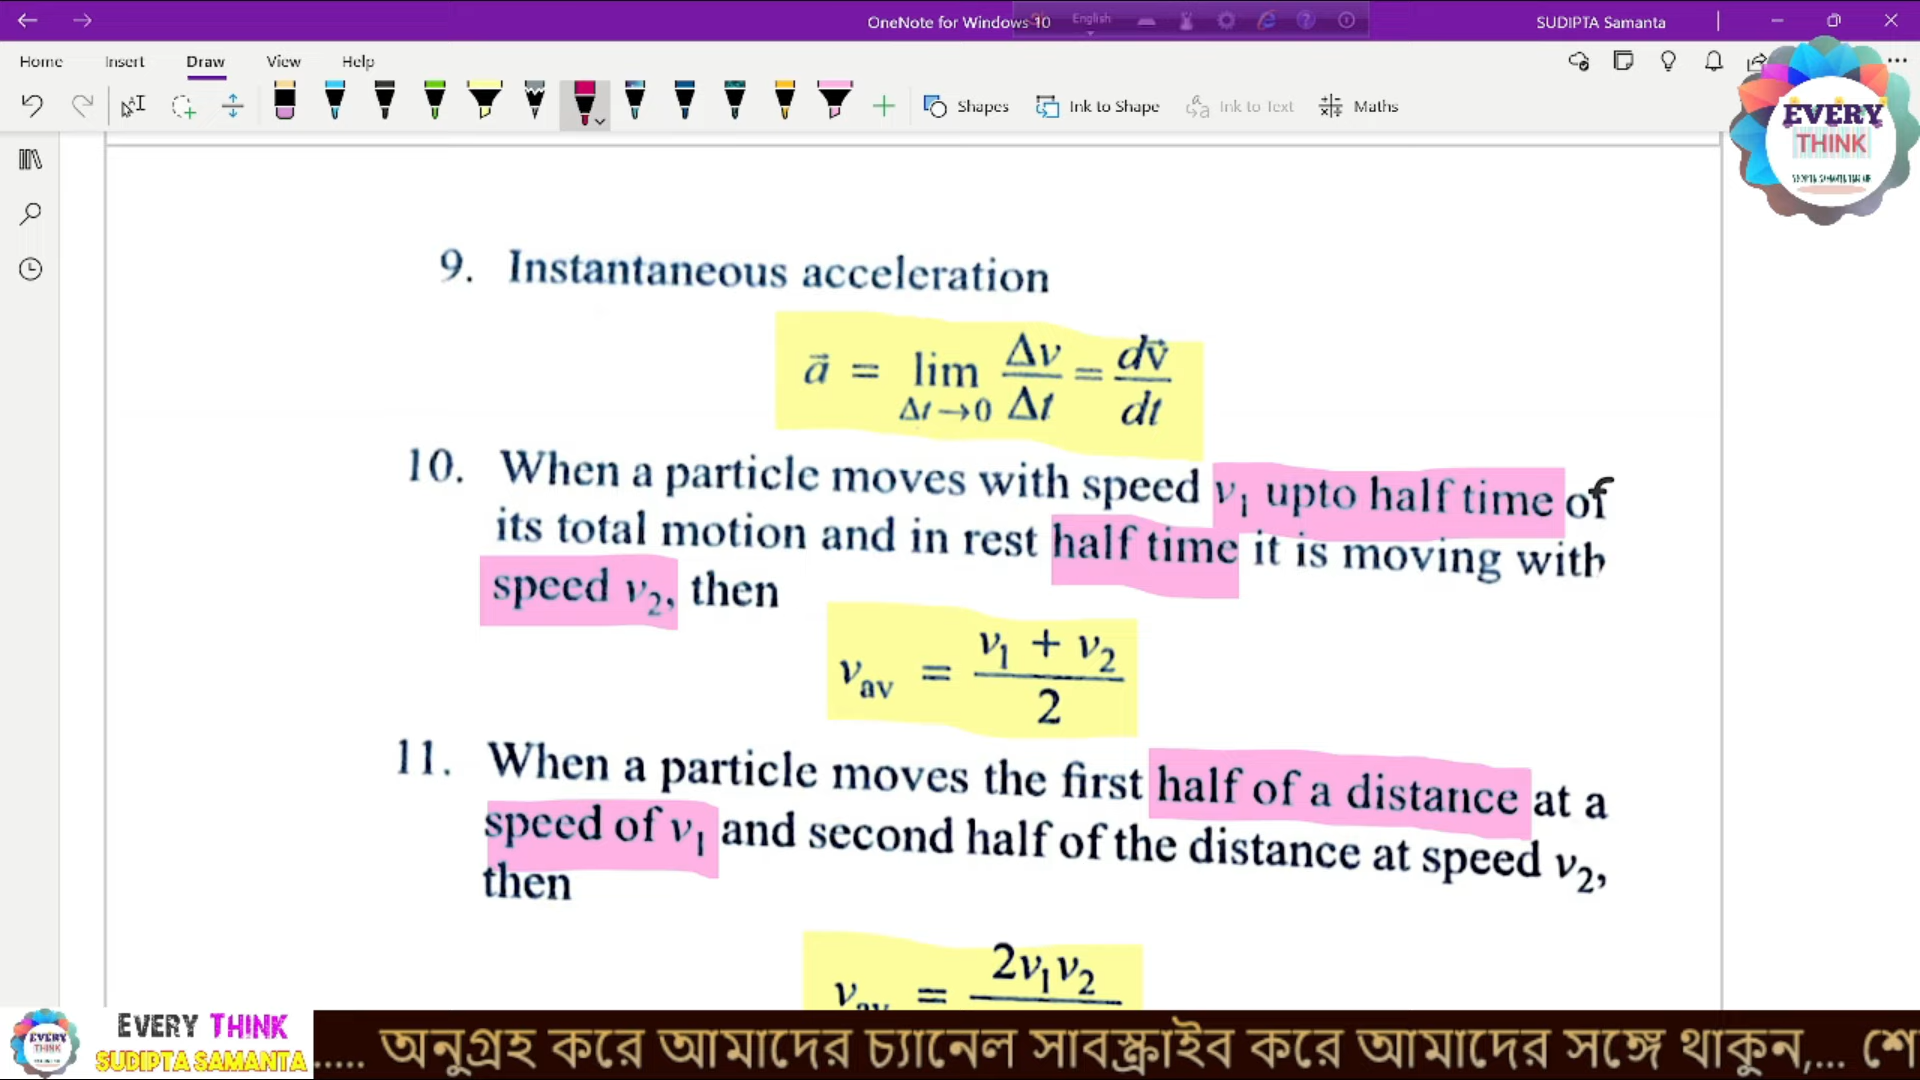 OneNote for Windows 10
English
SUDIPTA Samanta
Home Insert Draw View Help
Shapes Ink to Shape Ink to Text Maths
EVERY
THINK
9. Instantaneous acceleration
a⃗ = lim Δt→0 Δv/Δt = dv⃗/dt
10. When a particle moves with speed v₁ upto half time of
its total motion and in rest half time it is moving with
speed v₂, then
v_av = (v₁ + v₂)/2
11. When a particle moves the first half of a distance at a
speed of v₁ and second half of the distance at speed v₂,
then
v_av = 2v₁v₂
EVERY THINK
EVERY THINK
SUDIPTA SAMANTA
..... অনুগ্রহ করে আমাদের চ্যানেল সাবস্ক্রাইব করে আমাদের সঙ্গে থাকুন,... শে